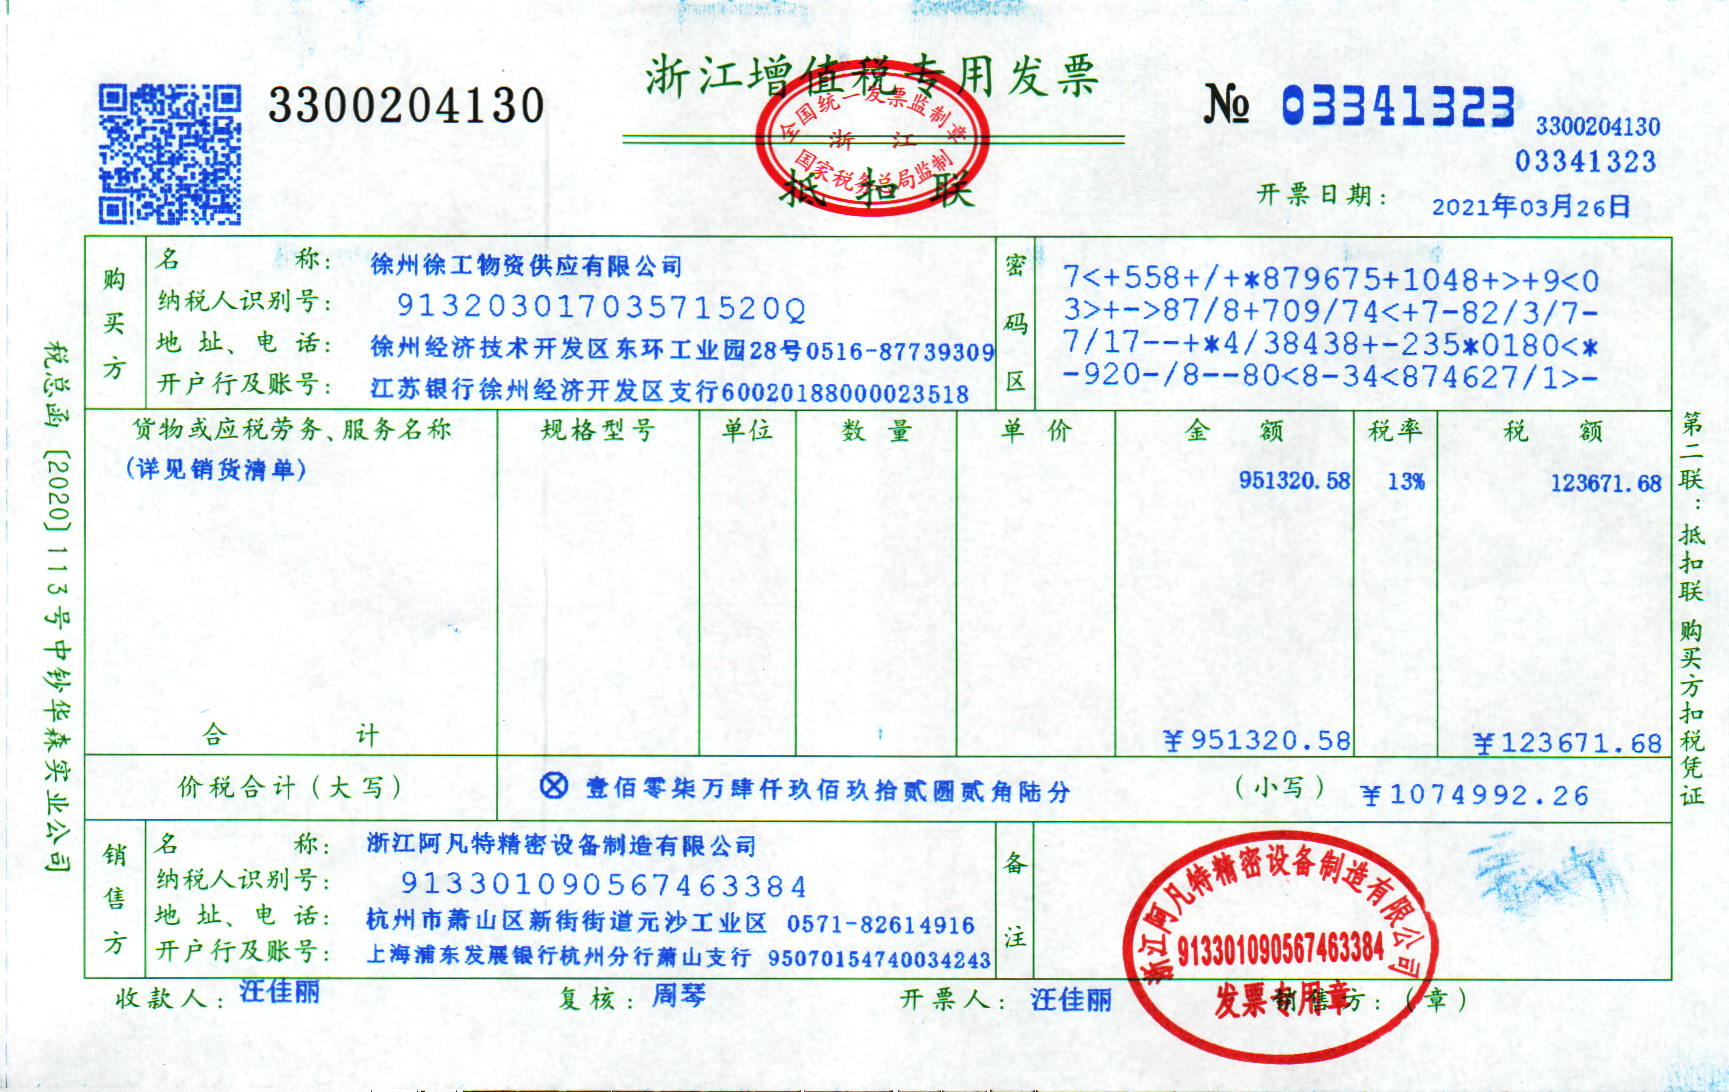 浙江增值税专用发票
3300204130
№ 03341323
3300204130
03341323
全国统一发票监制章
浙 江
国家税务总局监制
抵 扣 联
开票日期: 2021年03月26日
购买方
名 称: 徐州徐工物资供应有限公司
纳税人识别号: 91320301703571520Q
地 址、电 话: 徐州经济技术开发区东环工业园28号0516-87739309
开户行及账号: 江苏银行徐州经济开发区支行60020188000023518
密码区
7<+558+/+*879675+1048+>+9<0
3>+->87/8+709/74<+7-82/3/7-
7/17--+*4/38438+-235*0180<*
-920-/8--80<8-34<874627/1>-
货物或应税劳务、服务名称 规格型号 单位 数 量 单 价 金 额 税率 税 额
(详见销货清单) 951320.58 13% 123671.68
合 计 ¥951320.58 ¥123671.68
价税合计(大写) ⊗ 壹佰零柒万肆仟玖佰玖拾贰圆贰角陆分 (小写) ¥1074992.26
销售方
名 称: 浙江阿凡特精密设备制造有限公司
纳税人识别号: 913301090567463384
地 址、电 话: 杭州市萧山区新街街道元沙工业区 0571-82614916
开户行及账号: 上海浦东发展银行杭州分行萧山支行 95070154740034243
备注
浙江阿凡特精密设备制造有限公司
913301090567463384
发票专用章
收款人: 汪佳丽 复核: 周琴 开票人: 汪佳丽 销售方:(章)
税总函〔2020〕113号中钞华森实业公司
第二联:抵扣联 购买方扣税凭证